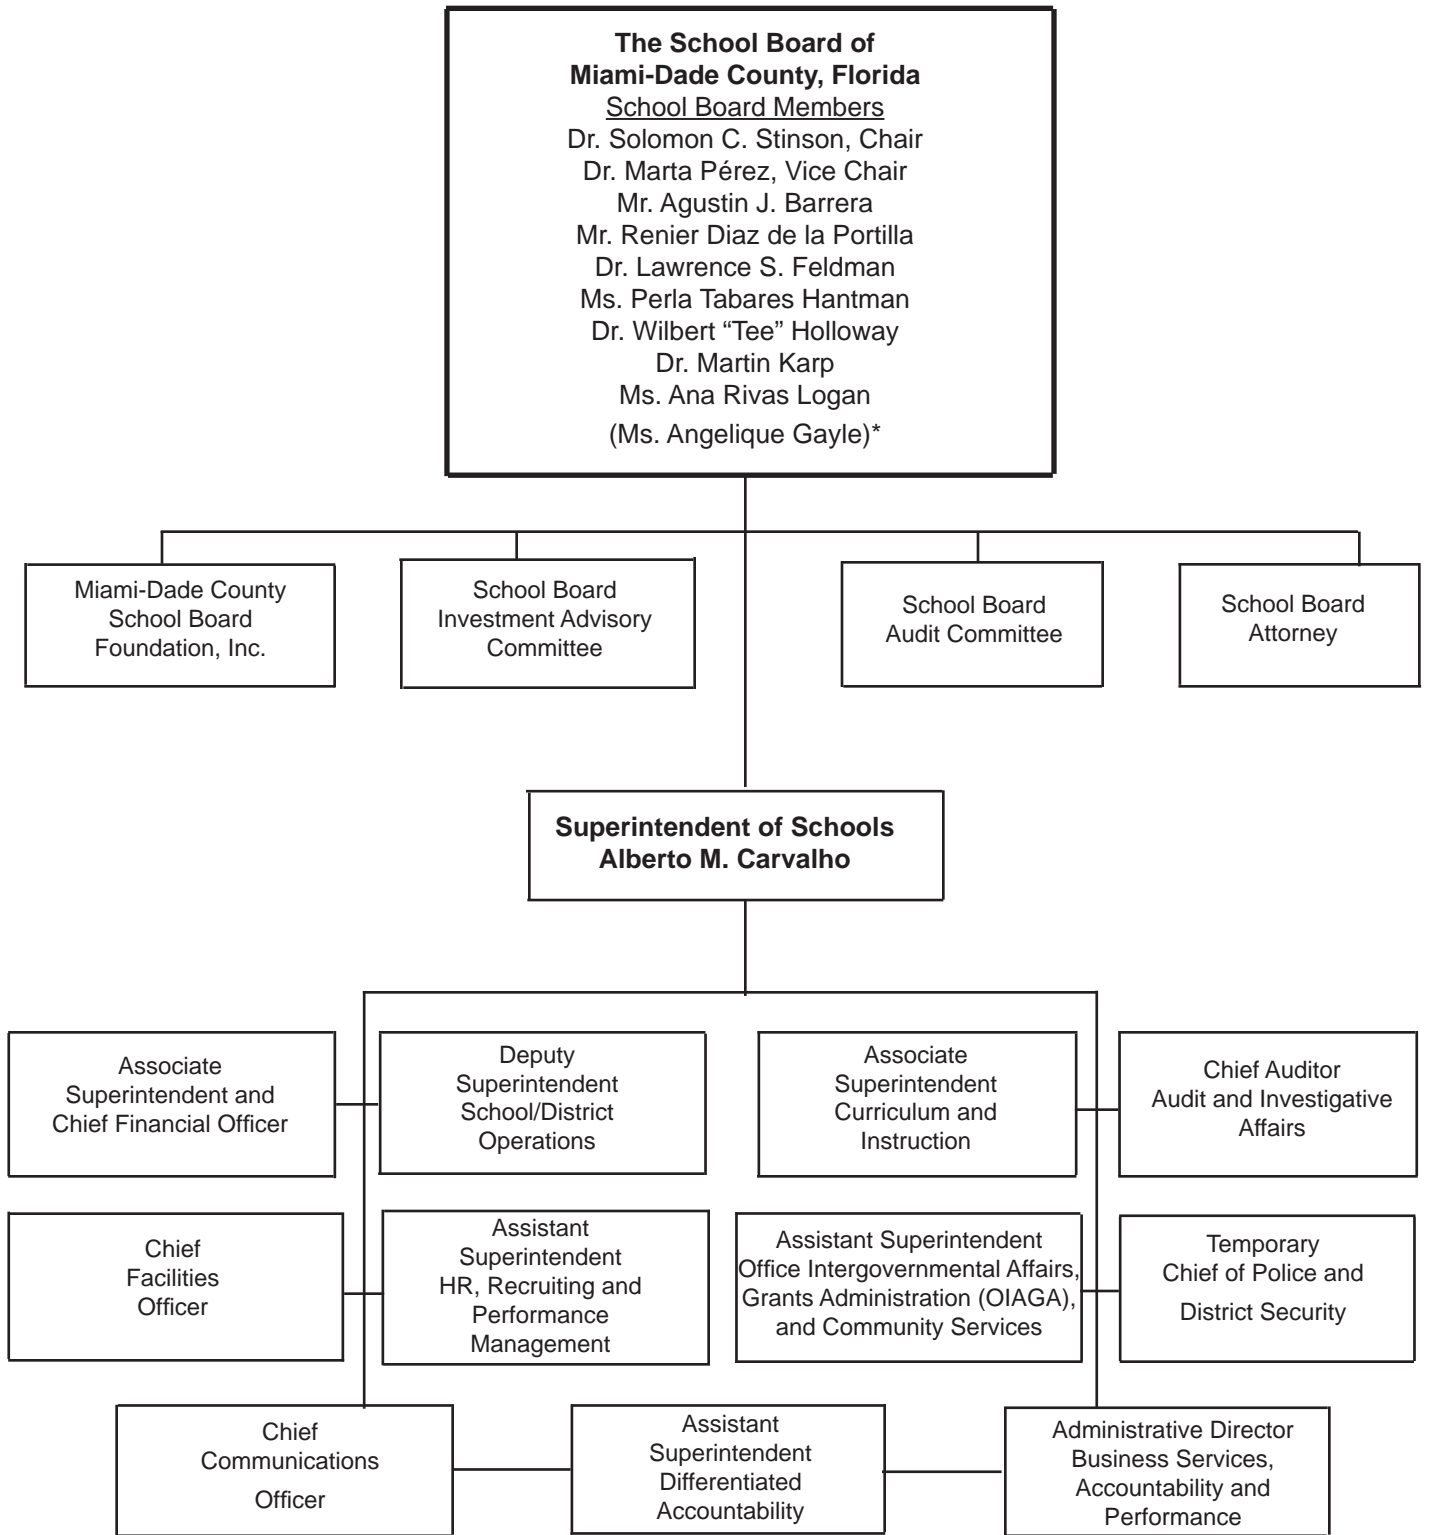 The School Board of
Miami-Dade County, Florida
School Board Members
Dr. Solomon C. Stinson, Chair
Dr. Marta Pérez, Vice Chair
Mr. Agustin J. Barrera
Mr. Renier Diaz de la Portilla
Dr. Lawrence S. Feldman
Ms. Perla Tabares Hantman
Dr. Wilbert “Tee” Holloway
Dr. Martin Karp
Ms. Ana Rivas Logan
(Ms. Angelique Gayle)*
Miami-Dade County
School Board
Foundation, Inc.
School Board
Investment Advisory
Committee
School Board
Audit Committee
School Board
Attorney
Superintendent of Schools
Alberto M. Carvalho
Associate
Superintendent and
Chief Financial Officer
Deputy
Superintendent
School/District
Operations
Associate
Superintendent
Curriculum and
Instruction
Chief Auditor
Audit and Investigative
Affairs
Chief
Facilities
Officer
Assistant
Superintendent
HR, Recruiting and
Performance
Management
Assistant Superintendent
Office Intergovernmental Affairs,
Grants Administration (OIAGA),
and Community Services
Temporary
Chief of Police and
District Security
Chief
Communications
Officer
Assistant
Superintendent
Differentiated
Accountability
Administrative Director
Business Services,
Accountability and
Performance